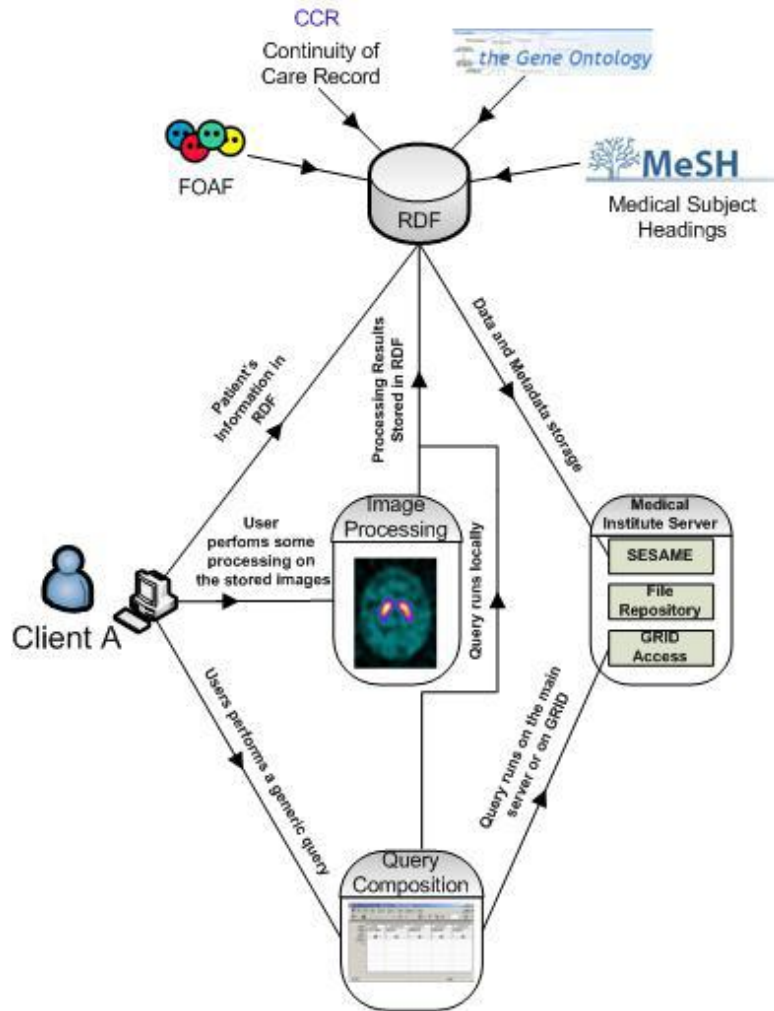 CCR
Continuity of
Care Record
the Gene Ontology
FOAF
MeSH
Medical Subject
Headings
RDF
Patient's
Information in
RDF
Processing Results
Stored in RDF
Data and Metadata storage
Image
Processing
User
perfoms some
processing on
the stored images
Client A
Query runs locally
Medical
Institute Server
SESAME
File
Repository
GRID
Access
Users performs a generic query
Query runs on the main
server or on GRID
Query
Composition